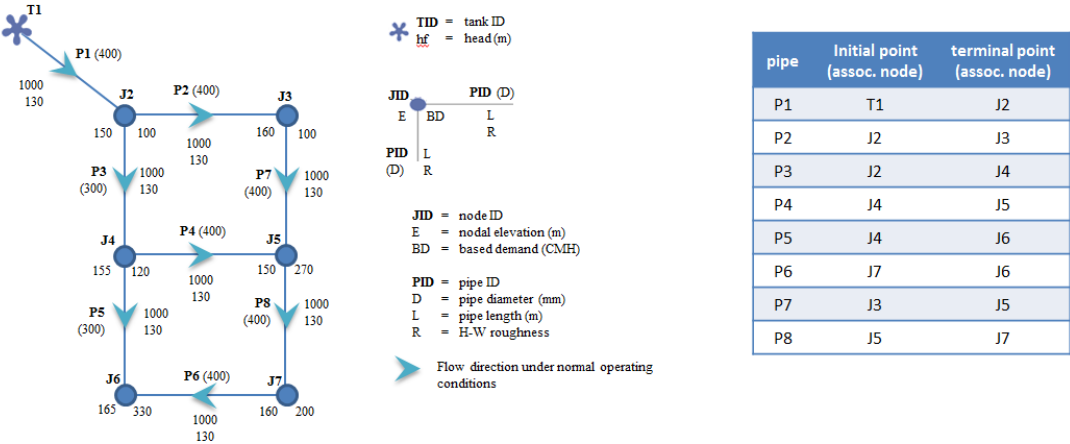 T1
P1 (400)
1000
130
J2
P2 (400)
J3
150
100
1000
130
160
100
P3
(300)
1000
130
P7
(400)
1000
130
J4
P4 (400)
J5
155
120
1000
130
150
270
P5
(300)
1000
130
P8
(400)
1000
130
J6
P6 (400)
J7
165
330
1000
130
160
200
TID = tank ID
hf = head (m)
JID
PID (D)
E
BD
L
R
PID
(D)
L
R
JID = node ID
E = nodal elevation (m)
BD = based demand (CMH)
PID = pipe ID
D = pipe diameter (mm)
L = pipe length (m)
R = H-W roughness
Flow direction under normal operating
conditions
pipe
Initial point
(assoc. node)
terminal point
(assoc. node)
P1 T1 J2
P2 J2 J3
P3 J2 J4
P4 J4 J5
P5 J4 J6
P6 J7 J6
P7 J3 J5
P8 J5 J7